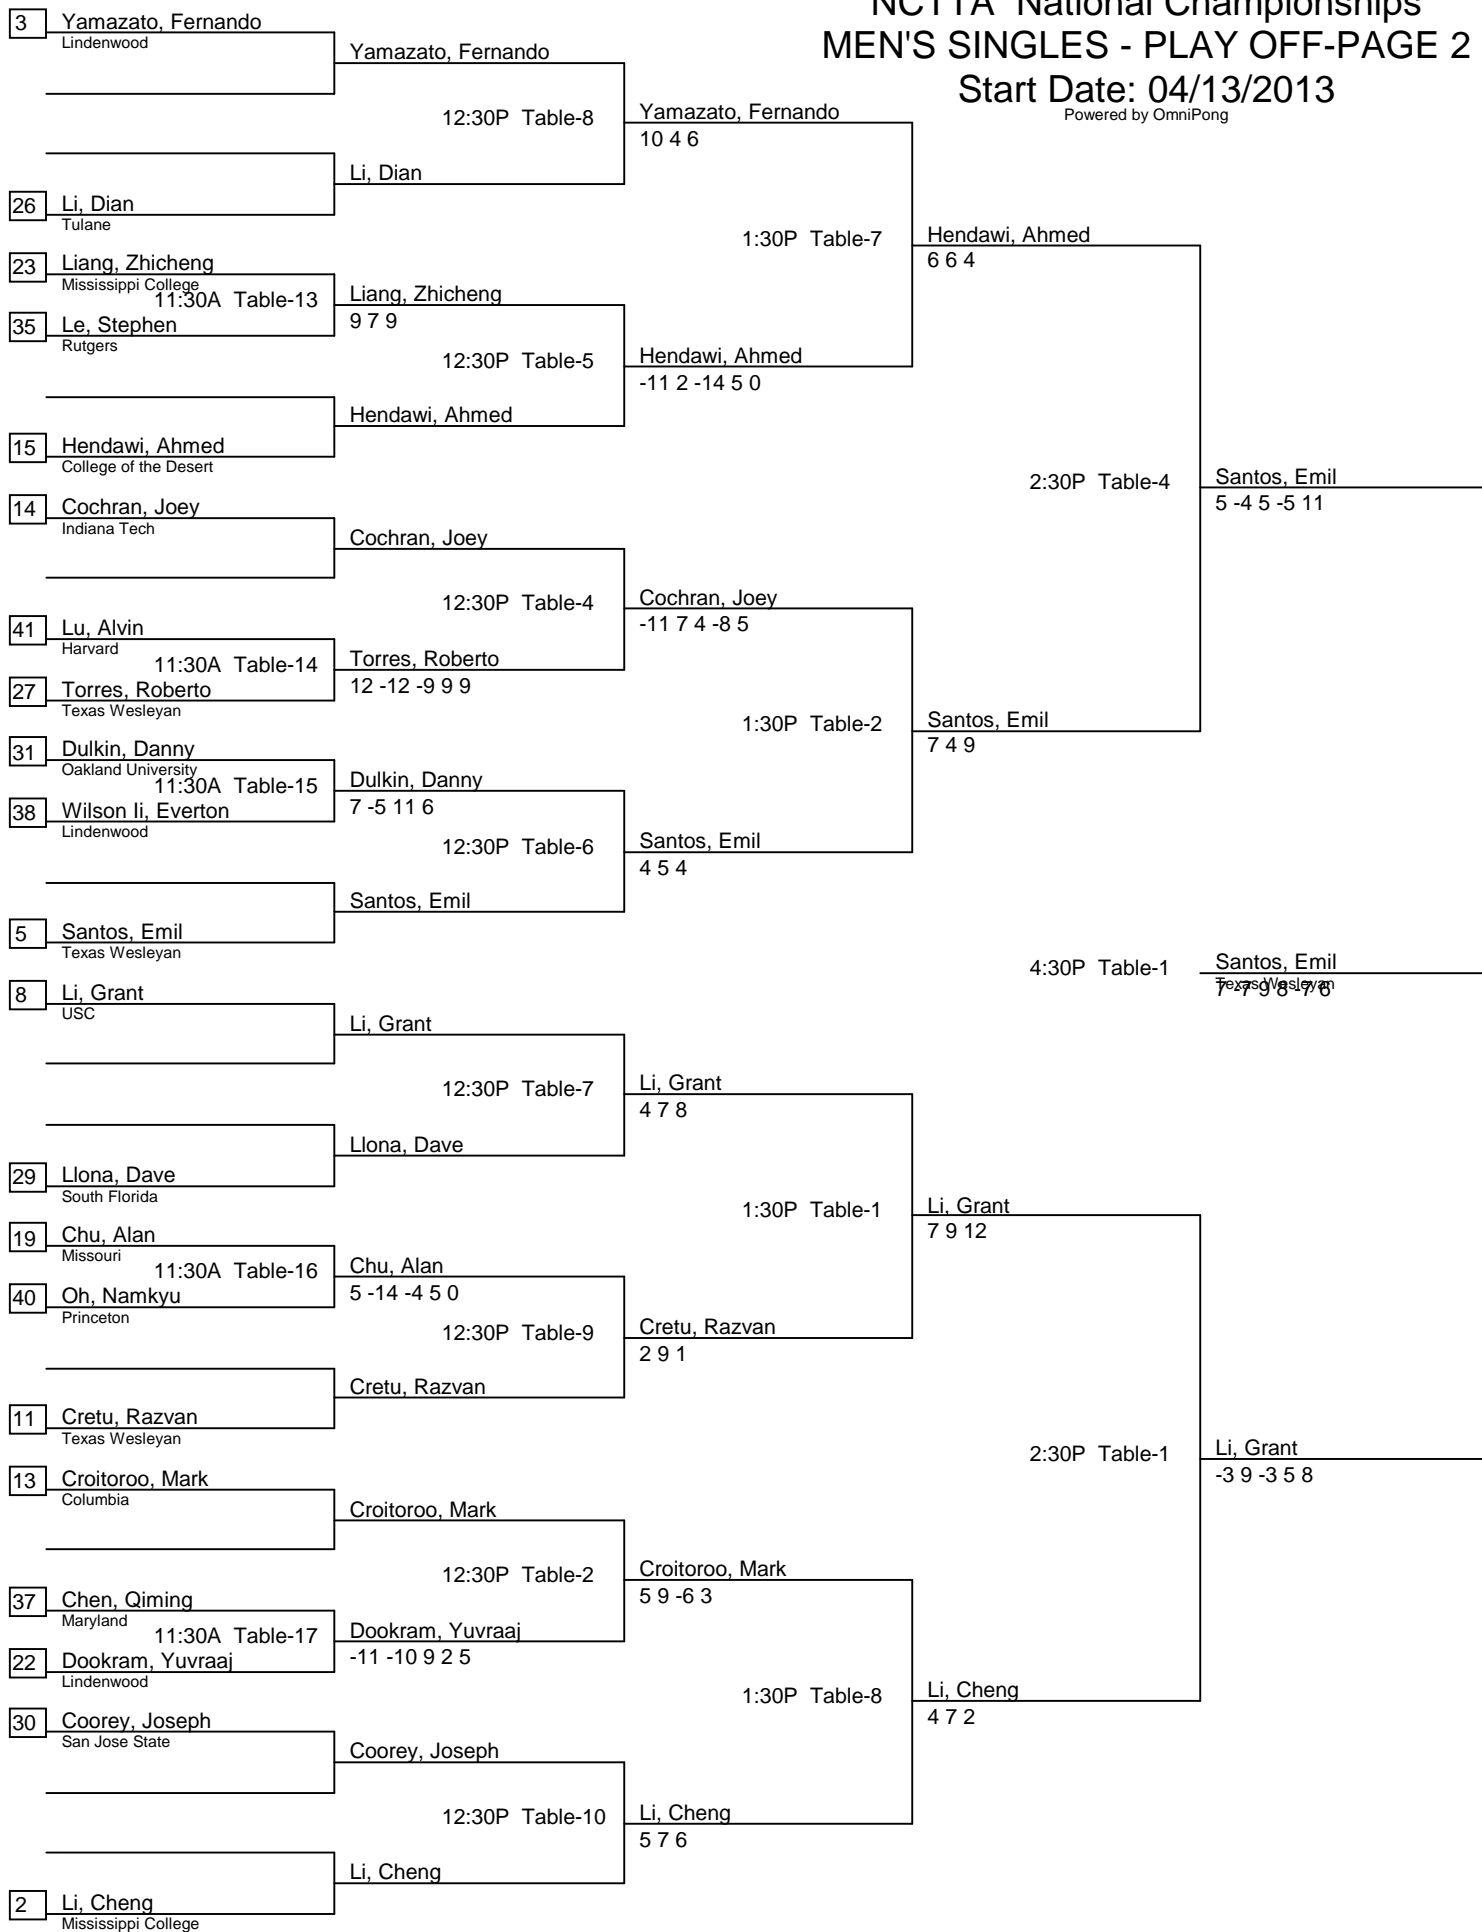 NCTTA National Championships
MEN'S SINGLES - PLAY OFF-PAGE 2
Start Date: 04/13/2013
Powered by OmniPong
3 Yamazato, Fernando
Lindenwood
Yamazato, Fernando
12:30P Table-8
Yamazato, Fernando
10 4 6
Li, Dian
26 Li, Dian
Tulane
1:30P Table-7
Hendawi, Ahmed
6 6 4
23 Liang, Zhicheng
Mississippi College
11:30A Table-13
Liang, Zhicheng
9 7 9
35 Le, Stephen
Rutgers
12:30P Table-5
Hendawi, Ahmed
-11 2 -14 5 0
Hendawi, Ahmed
15 Hendawi, Ahmed
College of the Desert
2:30P Table-4
Santos, Emil
5 -4 5 -5 11
14 Cochran, Joey
Indiana Tech
Cochran, Joey
12:30P Table-4
Cochran, Joey
-11 7 4 -8 5
41 Lu, Alvin
Harvard
11:30A Table-14
Torres, Roberto
12 -12 -9 9 9
27 Torres, Roberto
Texas Wesleyan
1:30P Table-2
Santos, Emil
7 4 9
31 Dulkin, Danny
Oakland University
11:30A Table-15
Dulkin, Danny
7 -5 11 6
38 Wilson Ii, Everton
Lindenwood
12:30P Table-6
Santos, Emil
4 5 4
Santos, Emil
5 Santos, Emil
Texas Wesleyan
4:30P Table-1
Santos, Emil
Texas Wesleyan
7 -7 9 8 -7 6
8 Li, Grant
USC
Li, Grant
12:30P Table-7
Li, Grant
4 7 8
Llona, Dave
29 Llona, Dave
South Florida
1:30P Table-1
Li, Grant
7 9 12
19 Chu, Alan
Missouri
11:30A Table-16
Chu, Alan
5 -14 -4 5 0
40 Oh, Namkyu
Princeton
12:30P Table-9
Cretu, Razvan
2 9 1
Cretu, Razvan
11 Cretu, Razvan
Texas Wesleyan
2:30P Table-1
Li, Grant
-3 9 -3 5 8
13 Croitoroo, Mark
Columbia
Croitoroo, Mark
12:30P Table-2
Croitoroo, Mark
5 9 -6 3
37 Chen, Qiming
Maryland
11:30A Table-17
Dookram, Yuvraaj
-11 -10 9 2 5
22 Dookram, Yuvraaj
Lindenwood
1:30P Table-8
Li, Cheng
4 7 2
30 Coorey, Joseph
San Jose State
Coorey, Joseph
12:30P Table-10
Li, Cheng
5 7 6
Li, Cheng
2 Li, Cheng
Mississippi College